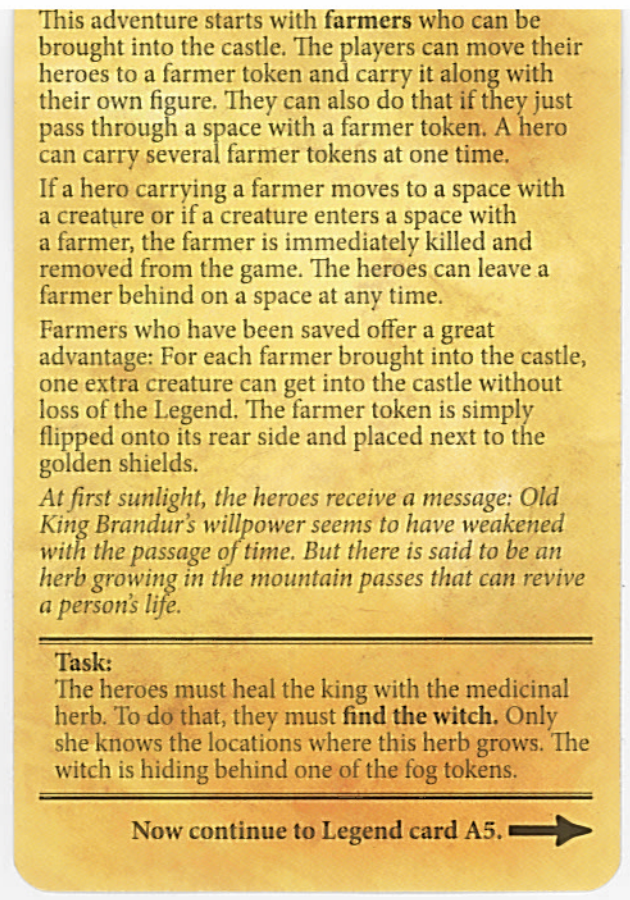 This adventure starts with farmers who can be
brought into the castle. The players can move their
heroes to a farmer token and carry it along with
their own figure. They can also do that if they just
pass through a space with a farmer token. A hero
can carry several farmer tokens at one time.
If a hero carrying a farmer moves to a space with
a creature or if a creature enters a space with
a farmer, the farmer is immediately killed and
removed from the game. The heroes can leave a
farmer behind on a space at any time.
Farmers who have been saved offer a great
advantage: For each farmer brought into the castle,
one extra creature can get into the castle without
loss of the Legend. The farmer token is simply
flipped onto its rear side and placed next to the
golden shields.
At first sunlight, the heroes receive a message: Old
King Brandur's willpower seems to have weakened
with the passage of time. But there is said to be an
herb growing in the mountain passes that can revive
a person's life.
Task:
The heroes must heal the king with the medicinal
herb. To do that, they must find the witch. Only
she knows the locations where this herb grows. The
witch is hiding behind one of the fog tokens.
Now continue to Legend card A5.